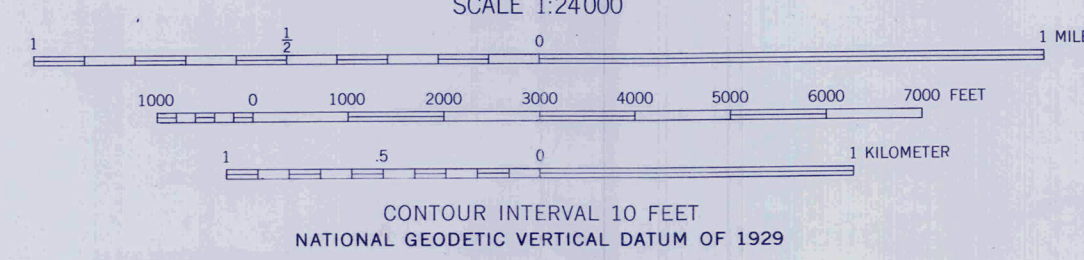 SCALE 1:24000
1 1/2 0 1 MILE
1000 0 1000 2000 3000 4000 5000 6000 7000 FEET
1 .5 0 1 KILOMETER
CONTOUR INTERVAL 10 FEET
NATIONAL GEODETIC VERTICAL DATUM OF 1929